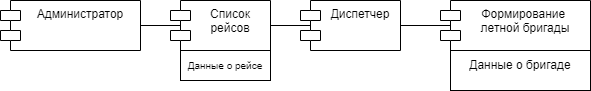 Администратор
Список
рейсов
Данные о рейсе
Диспетчер
Формирование
летной бригады
Данные о бригаде